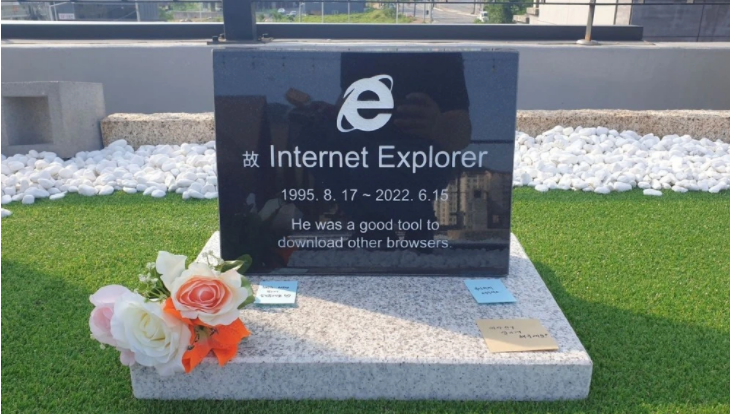 故 Internet Explorer
1995. 8. 17 ~ 2022. 6.15
He was a good tool to
download other browsers.